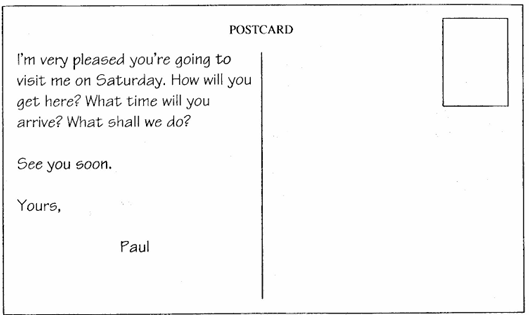 POSTCARD
I'm very pleased you're going to
visit me on Saturday. How will you
get here? What time will you
arrive? What shall we do?
See you soon.
Yours,
Paul